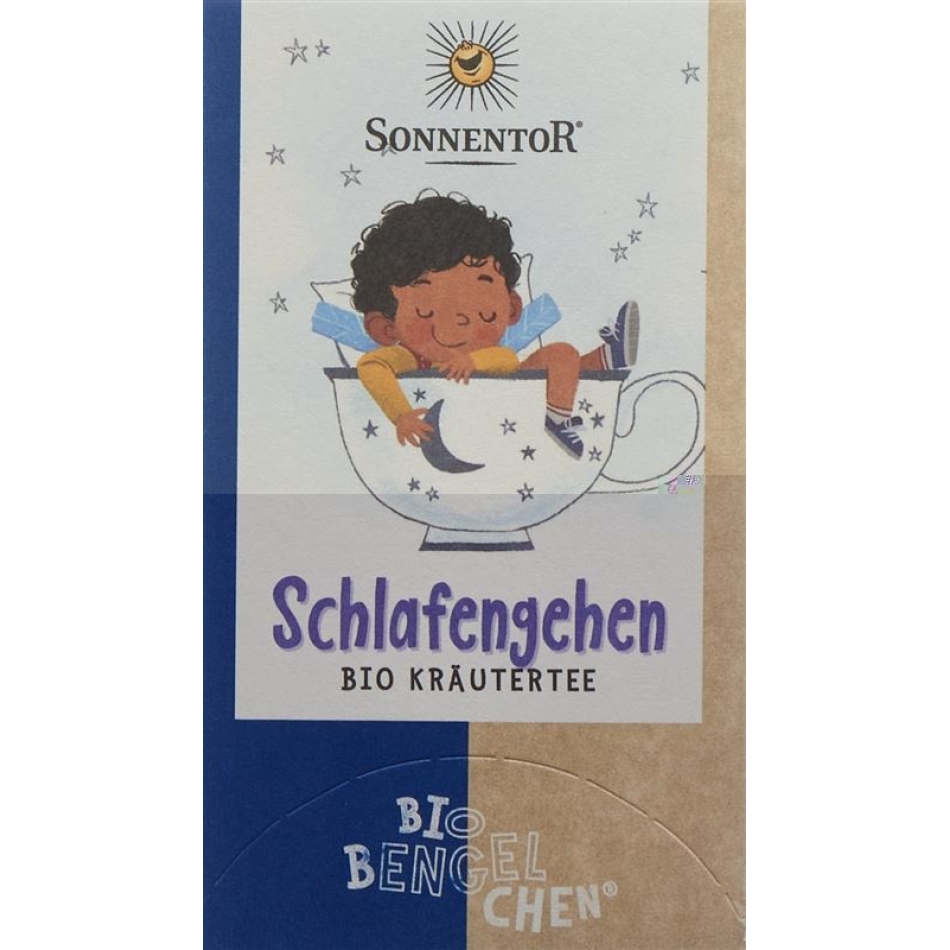 SONNENTOR®
Schlafengehen
BIO KRÄUTERTEE
BIO
BENGEL
CHEN®